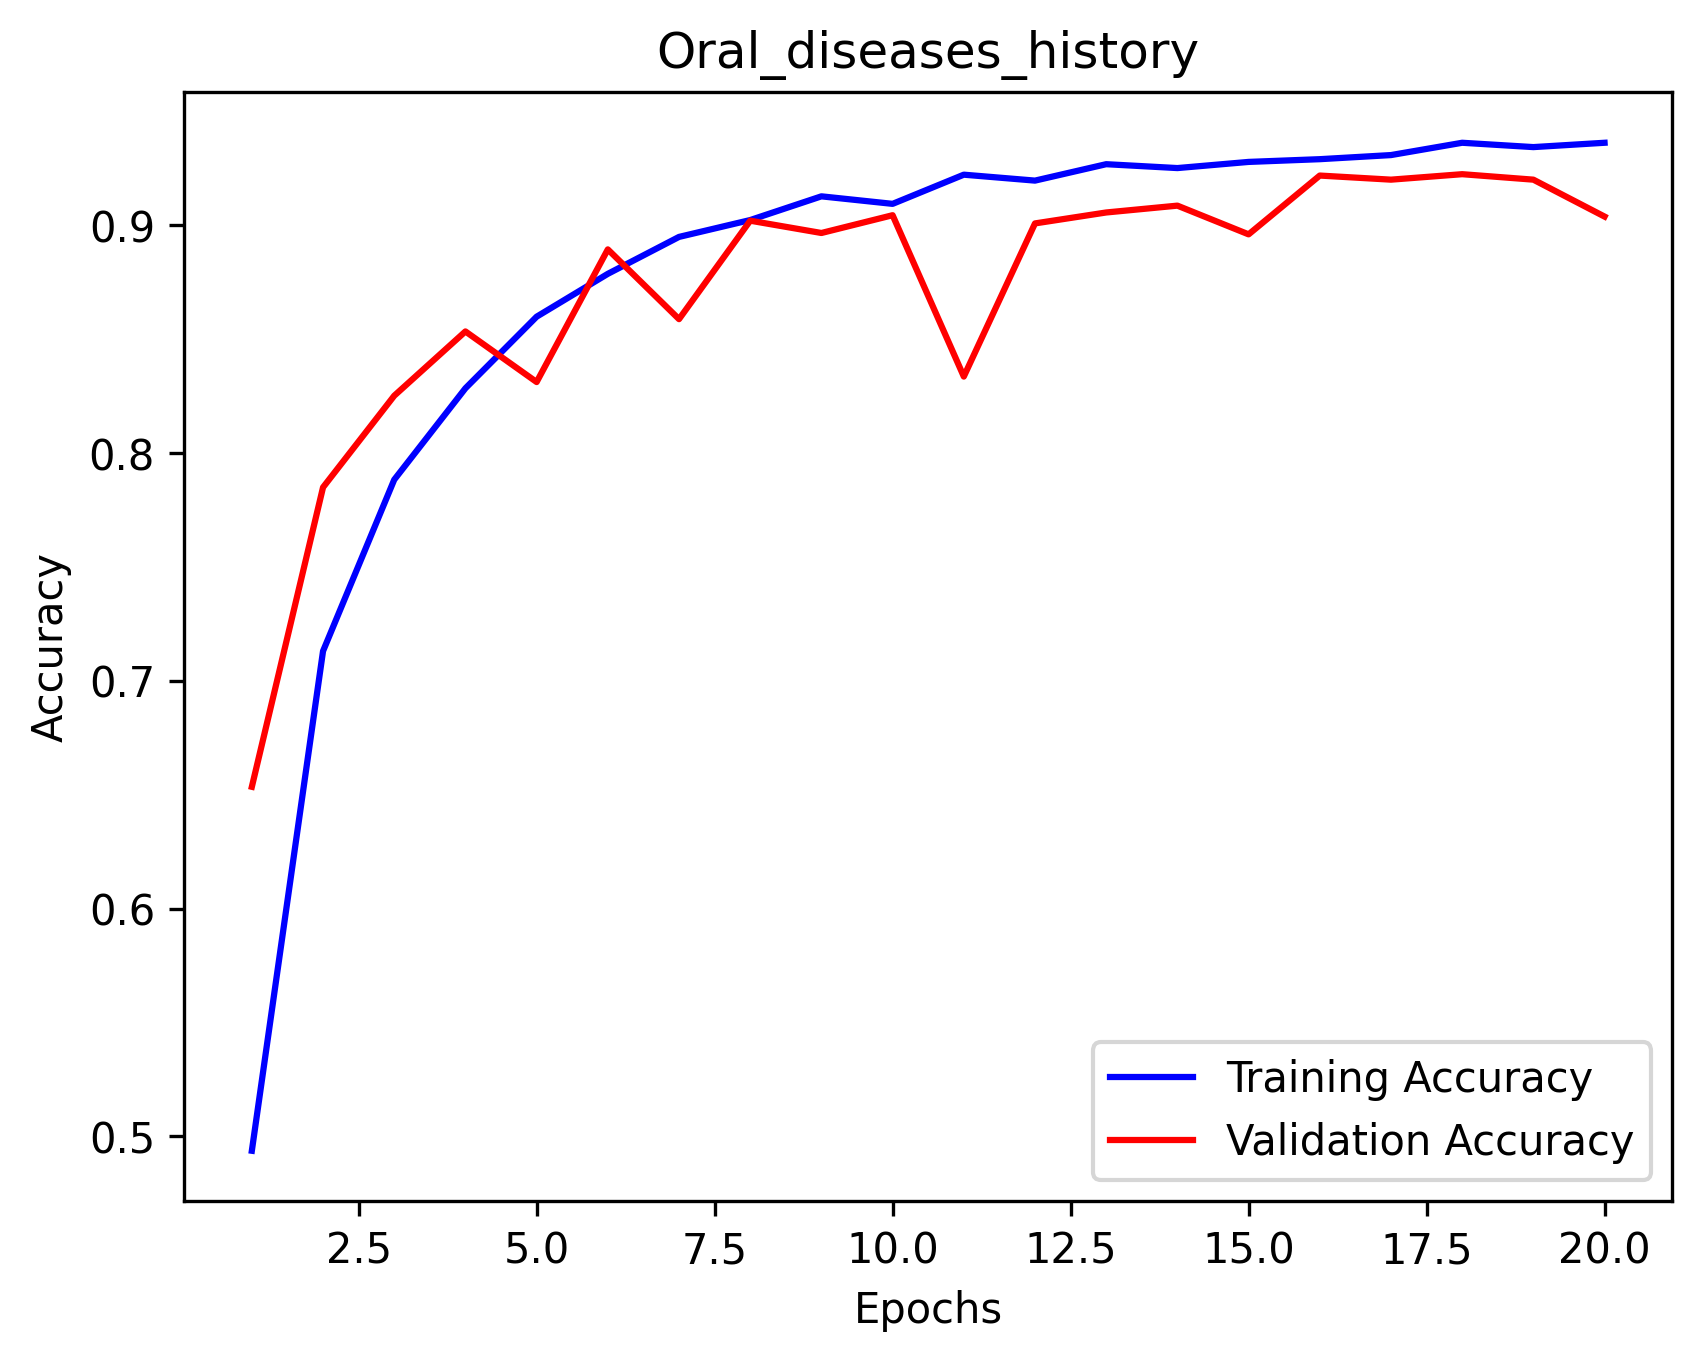 Oral_diseases_history
Accuracy
0.9
0.8
0.7
0.6
0.5
Training Accuracy
Validation Accuracy
2.5 5.0 7.5 10.0 12.5 15.0 17.5 20.0
Epochs